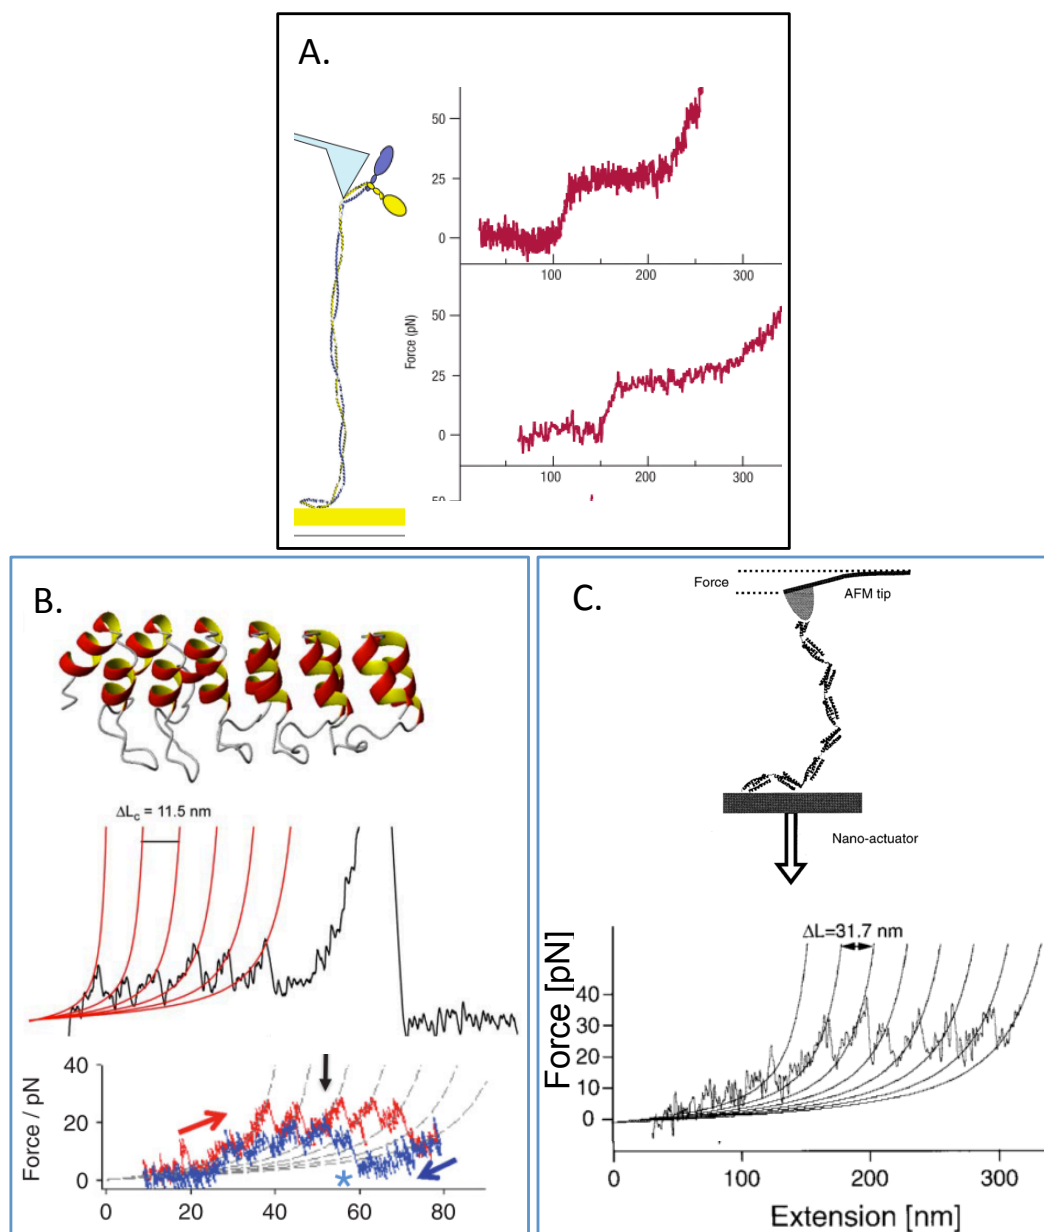 A.
50
25
0
100 200 300
Force (pN)
50
25
0
100 200 300
B.
ΔLc = 11.5 nm
Force / pN
40
20
0
*
0 20 40 60 80
C.
Force
AFM tip
Nano-actuator
ΔL=31.7 nm
Force [pN]
40
30
20
10
0
0 100 200 300
Extension [nm]